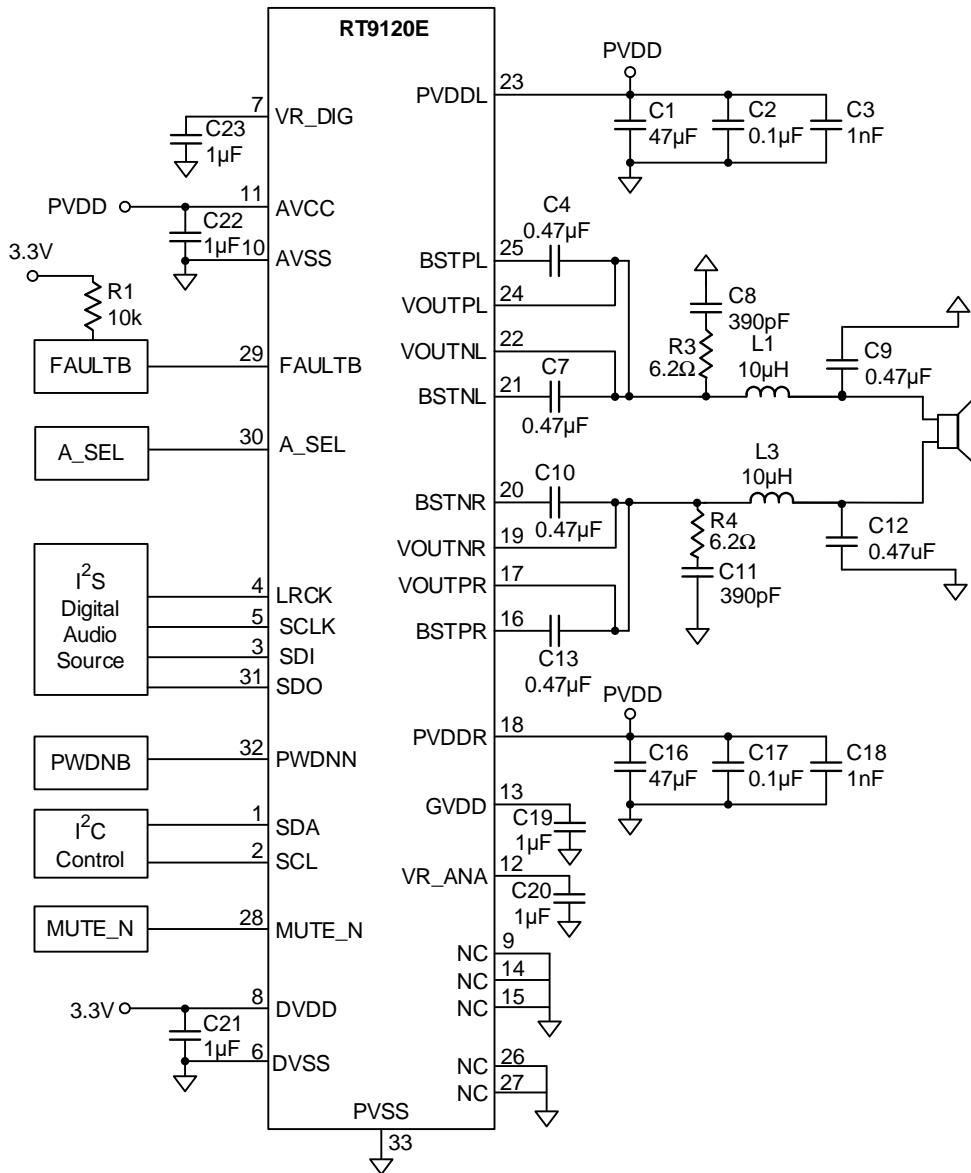 RT9120E
7
VR_DIG
C23
1µF
PVDD
11
AVCC
C22
1µF
10
AVSS
3.3V
R1
10k
FAULTB
29
FAULTB
A_SEL
30
A_SEL
I2S
Digital
Audio
Source
4
LRCK
5
SCLK
3
SDI
31
SDO
PWDNB
32
PWDNN
I2C
Control
1
SDA
2
SCL
MUTE_N
28
MUTE_N
3.3V
8
DVDD
C21
1µF
6
DVSS
PVSS
33
PVDD
PVDDL
23
C1
47µF
C2
0.1µF
C3
1nF
C4
0.47µF
BSTPL
25
VOUTPL
24
VOUTNL
22
BSTNL
21
C7
0.47µF
C8
390pF
R3
6.2Ω
L1
10µH
C9
0.47µF
BSTNR
20
C10
0.47µF
VOUTNR
19
VOUTPR
17
BSTPR
16
C13
0.47µF
L3
10µH
R4
6.2Ω
C11
390pF
C12
0.47uF
PVDD
PVDDR
18
C16
47µF
C17
0.1µF
C18
1nF
GVDD
13
C19
1µF
VR_ANA
12
C20
1µF
NC
9
NC
14
NC
15
NC
26
NC
27